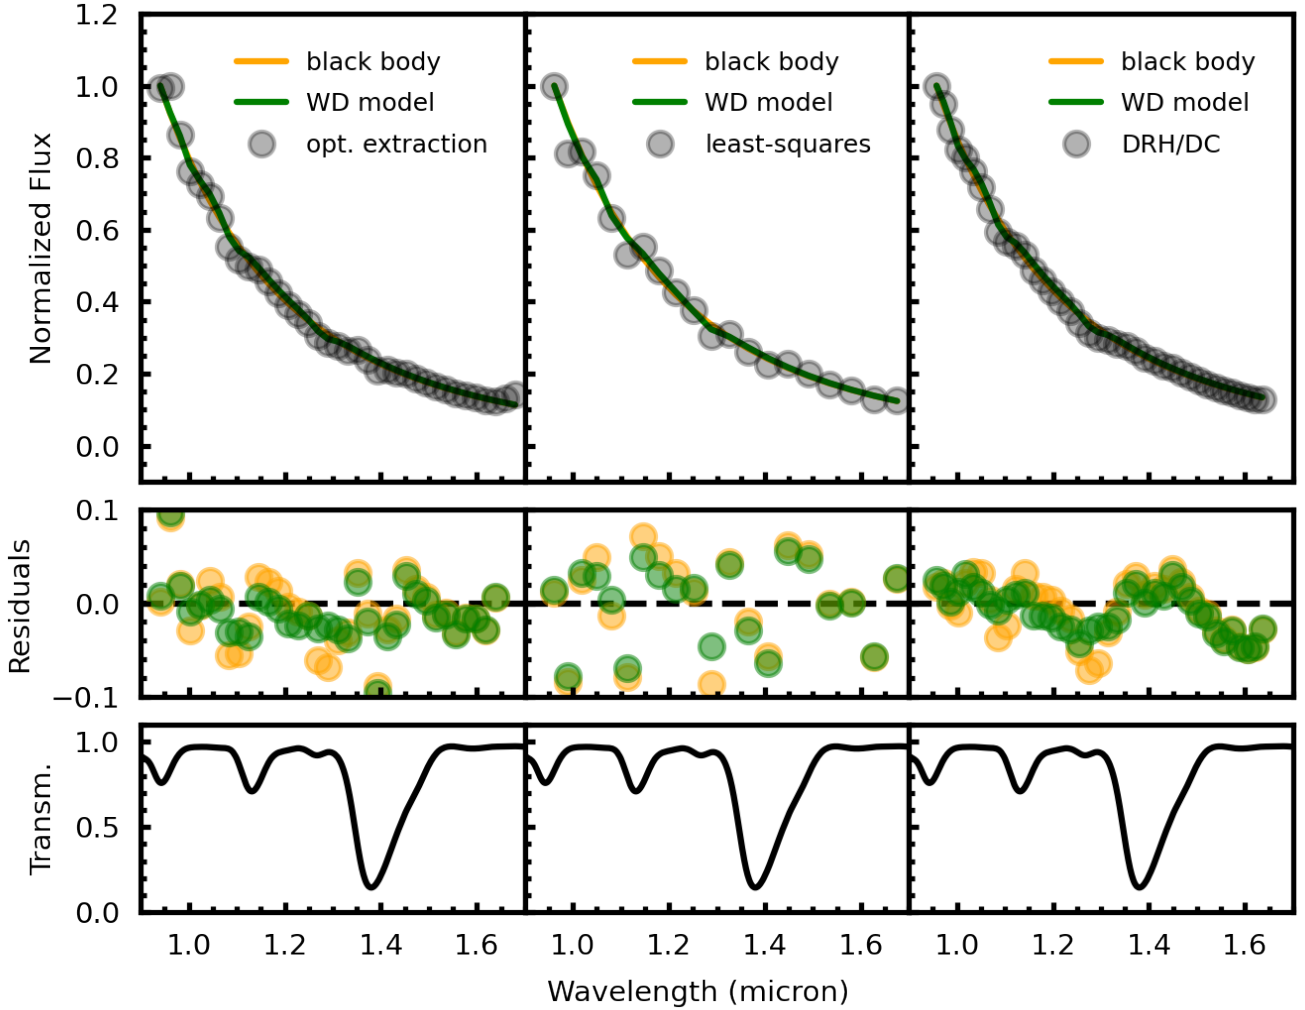 1.2
1.0
0.8
0.6
0.4
0.2
0.0
Normalized Flux
black body
WD model
opt. extraction
black body
WD model
least-squares
black body
WD model
DRH/DC
0.1
0.0
−0.1
Residuals
1.0
0.5
0.0
Transm.
1.0 1.2 1.4 1.6 1.0 1.2 1.4 1.6 1.0 1.2 1.4 1.6
Wavelength (micron)